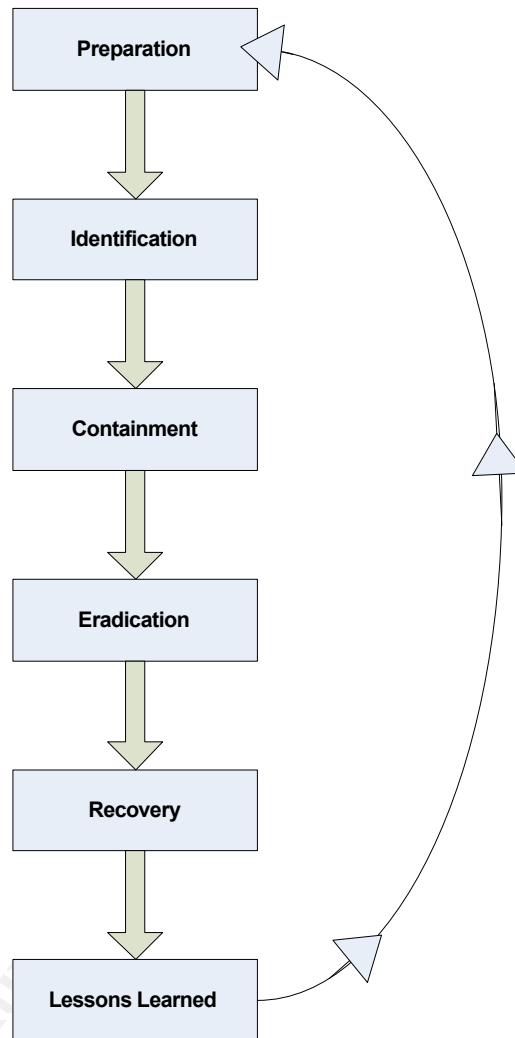 Preparation
Identification
Containment
Eradication
Recovery
Lessons Learned